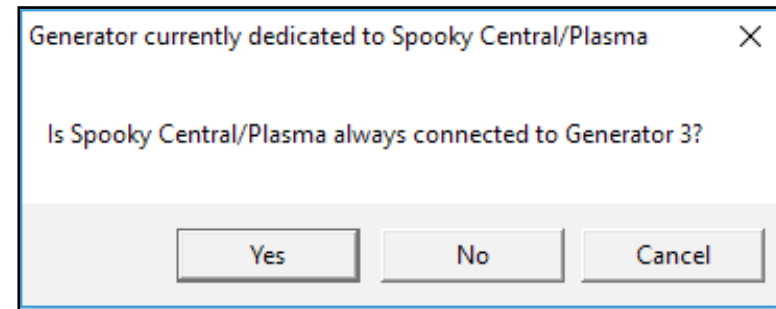 Generator currently dedicated to Spooky Central/Plasma
Is Spooky Central/Plasma always connected to Generator 3?
Yes No Cancel